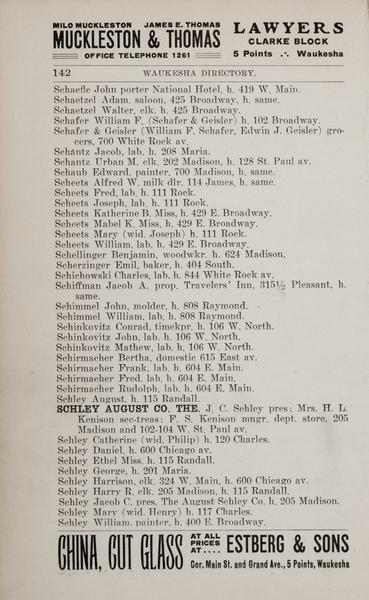 MILO MUCKLESTON JAMES E. THOMAS
MUCKLESTON & THOMAS
OFFICE TELEPHONE 1261
LAWYERS
CLARKE BLOCK
5 Points ∴ Waukesha
142 WAUKESHA DIRECTORY.
Schaefle John porter National Hotel, h. 419 W. Main.
Schaetzel Adam, saloon, 425 Broadway, h. same.
Schaetzel Walter, clk, h. 425 Broadway.
Schafer William F. (Schafer & Geisler) h. 102 Broadway.
Schafer & Geisler (William F. Schafer, Edwin J. Geisler) gro-
cers, 700 White Rock av.
Schantz Jacob, lab. h. 208 Maria.
Schantz Urban M. clk, 202 Madison, h. 128 St. Paul av.
Schaub Edward, painter, 700 Madison, h. same.
Scheets Alfred W. milk dlr. 114 James, h. same.
Scheets Fred, lab. h. 111 Rock.
Scheets Joseph, lab. h. 111 Rock.
Scheets Katherine B. Miss, h. 429 E. Broadway.
Scheets Mabel K. Miss, h. 429 E. Broadway.
Scheets Mary (wid. Joseph) h. 111 Rock.
Scheets William, lab. h. 429 E. Broadway.
Schellinger Benjamin, woodwkr. h. 624 Madison.
Scherzinger Emil, baker, h. 404 South.
Schichowski Charles, lab. h. 844 White Rock av.
Schiffman Jacob A. prop. Travelers' Inn, 315½ Pleasant, h.
same.
Schimmel John, molder, h. 808 Raymond.
Schimmel William, lab. h. 808 Raymond.
Schinkovitz Conrad, timekpr. h. 106 W. North.
Schinkovitz John, lab. h. 106 W. North.
Schinkovitz Mathew, lab, h. 106 W. North.
Schirmacher Bertha, domestic 615 East av.
Schirmacher Frank, lab. h. 604 E. Main.
Schirmacher Fred, lab. h. 604 E. Main.
Schirmacher Rudolph, lab. h. 604 E. Main.
Schley August, h. 115 Randall.
SCHLEY AUGUST CO. THE, J. C. Schley pres; Mrs. H. L.
Kenison sec-treas; F. S. Kenison mngr. dept. store, 205
Madison and 102-104 W. St. Paul av.
Schley Catherine (wid. Philip) h. 120 Charles.
Schley Daniel, h. 600 Chicago av.
Schley Ethel Miss, h. 115 Randall.
Schley George, h. 201 Maria.
Schley Harrison, clk. 324 W. Main, h. 600 Chicago av.
Schley Harry R. clk. 205 Madison, h. 115 Randall.
Schley Jacob C. pres. The August Schley Co. h. 205 Madison.
Schley Mary (wid. Henry) h. 117 Charles.
Schley William, painter, h. 400 E. Broadway.
CHINA, CUT GLASS AT ALL PRICES AT.... ESTBERG & SONS
Cor. Main St. and Grand Ave., 5 Points, Waukesha